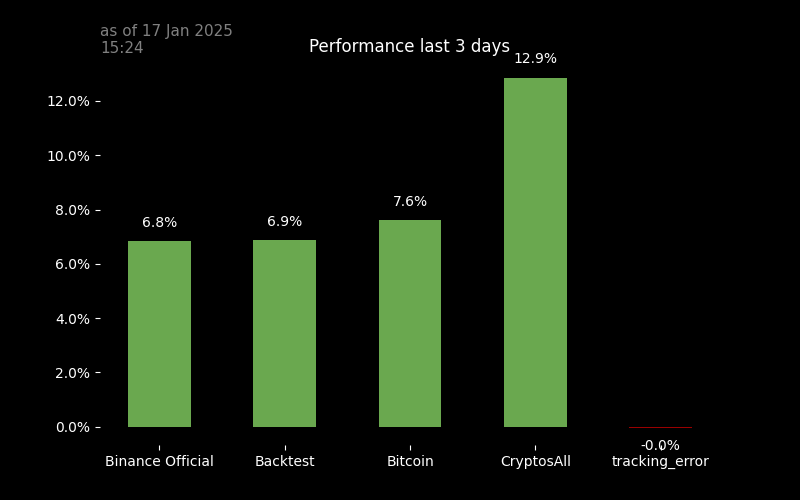 as of 17 Jan 2025
15:24
Performance last 3 days
12.9%
12.0%
10.0%
8.0%
7.6%
6.8%
6.9%
6.0%
4.0%
2.0%
0.0%
-0.0%
Binance Official
Backtest
Bitcoin
CryptosAll
tracking_error